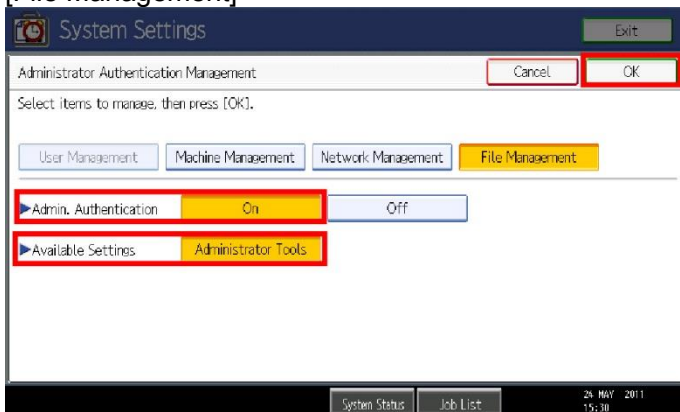 [File Management]
System Settings
Exit
Administrator Authentication Management
Cancel
OK
Select items to manage, then press [OK].
User Management
Machine Management
Network Management
File Management
▶Admin. Authentication
On
Off
▶Available Settings
Administrator Tools
System Status
Job List
24 MAY 2011
15:30